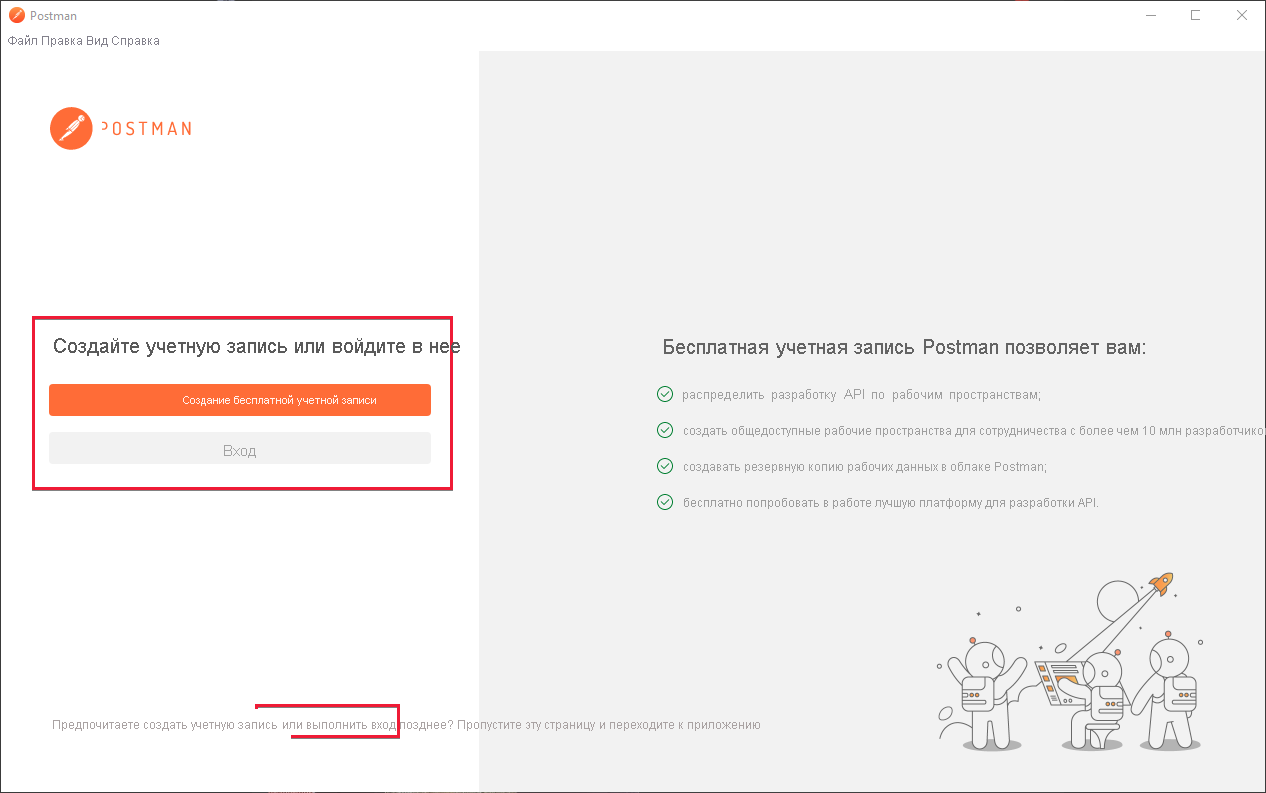 Postman
Файл Правка Вид Справка
POSTMAN
Создайте учетную запись или войдите в нее
Создание бесплатной учетной записи
Вход
Предпочитаете создать учетную запись или выполнить вход позднее? Пропустите эту страницу и переходите к приложению
Бесплатная учетная запись Postman позволяет вам:
распределить разработку API по рабочим пространствам;
создать общедоступные рабочие пространства для сотрудничества с более чем 10 млн разработчико
создавать резервную копию рабочих данных в облаке Postman;
бесплатно попробовать в работе лучшую платформу для разработки API.